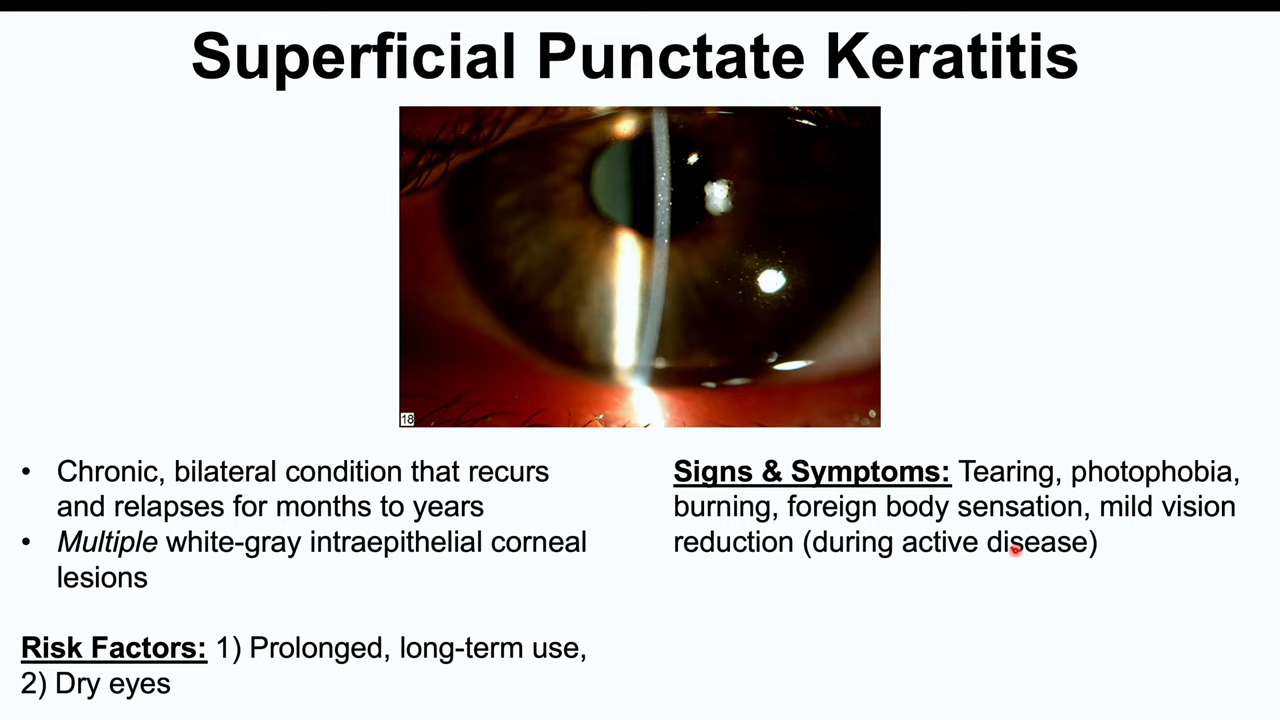 Superficial Punctate Keratitis
18
• Chronic, bilateral condition that recurs
and relapses for months to years
• Multiple white-gray intraepithelial corneal
lesions
Risk Factors: 1) Prolonged, long-term use,
2) Dry eyes
Signs & Symptoms: Tearing, photophobia,
burning, foreign body sensation, mild vision
reduction (during active disease)